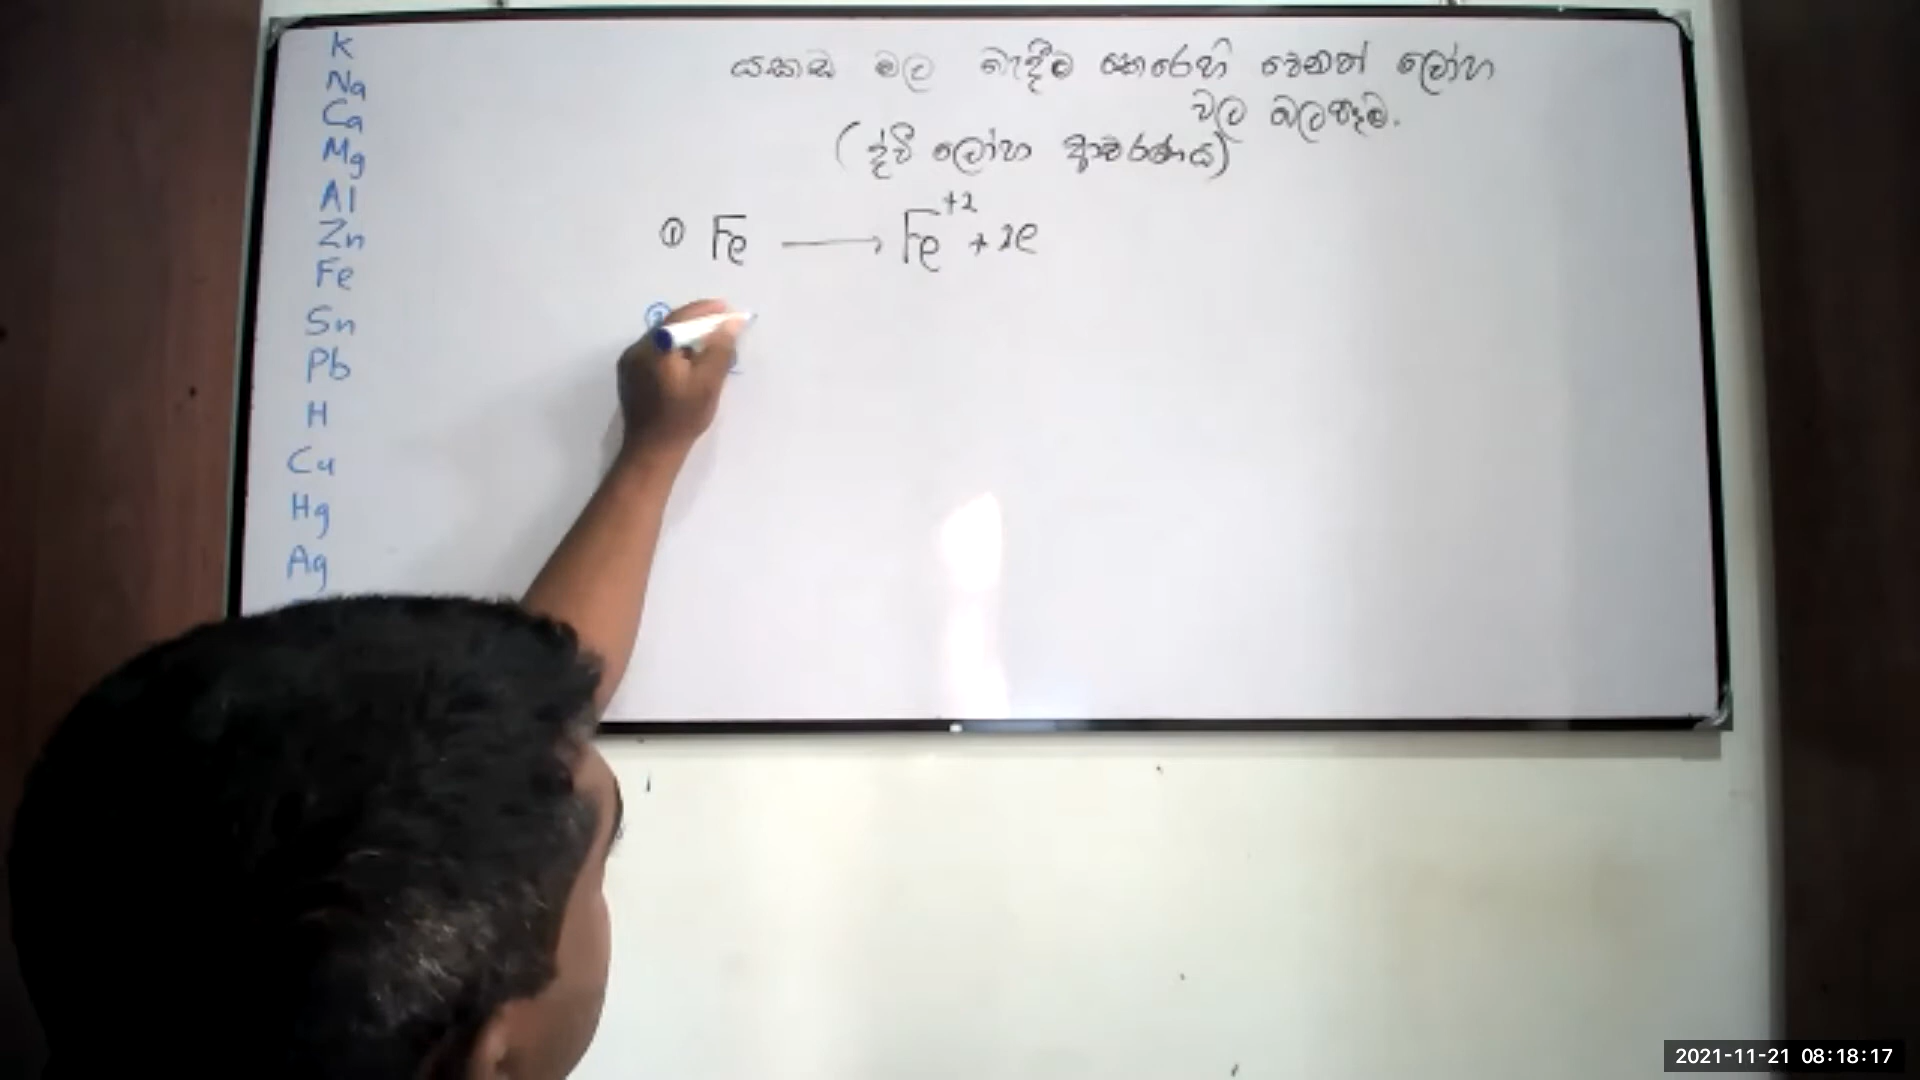 K
Na
Ca
Mg
Al
Zn
Fe
Sn
Pb
H
Cu
Hg
Ag
යකඩ මල බැදීම කෙරෙහි වෙනත් ලෝහ
වල බලපෑම.
(ද්වි ලෝහ ආවරණය)
① Fe ⟶ Fe⁺² + 2e
②
2021-11-21 08:18:17